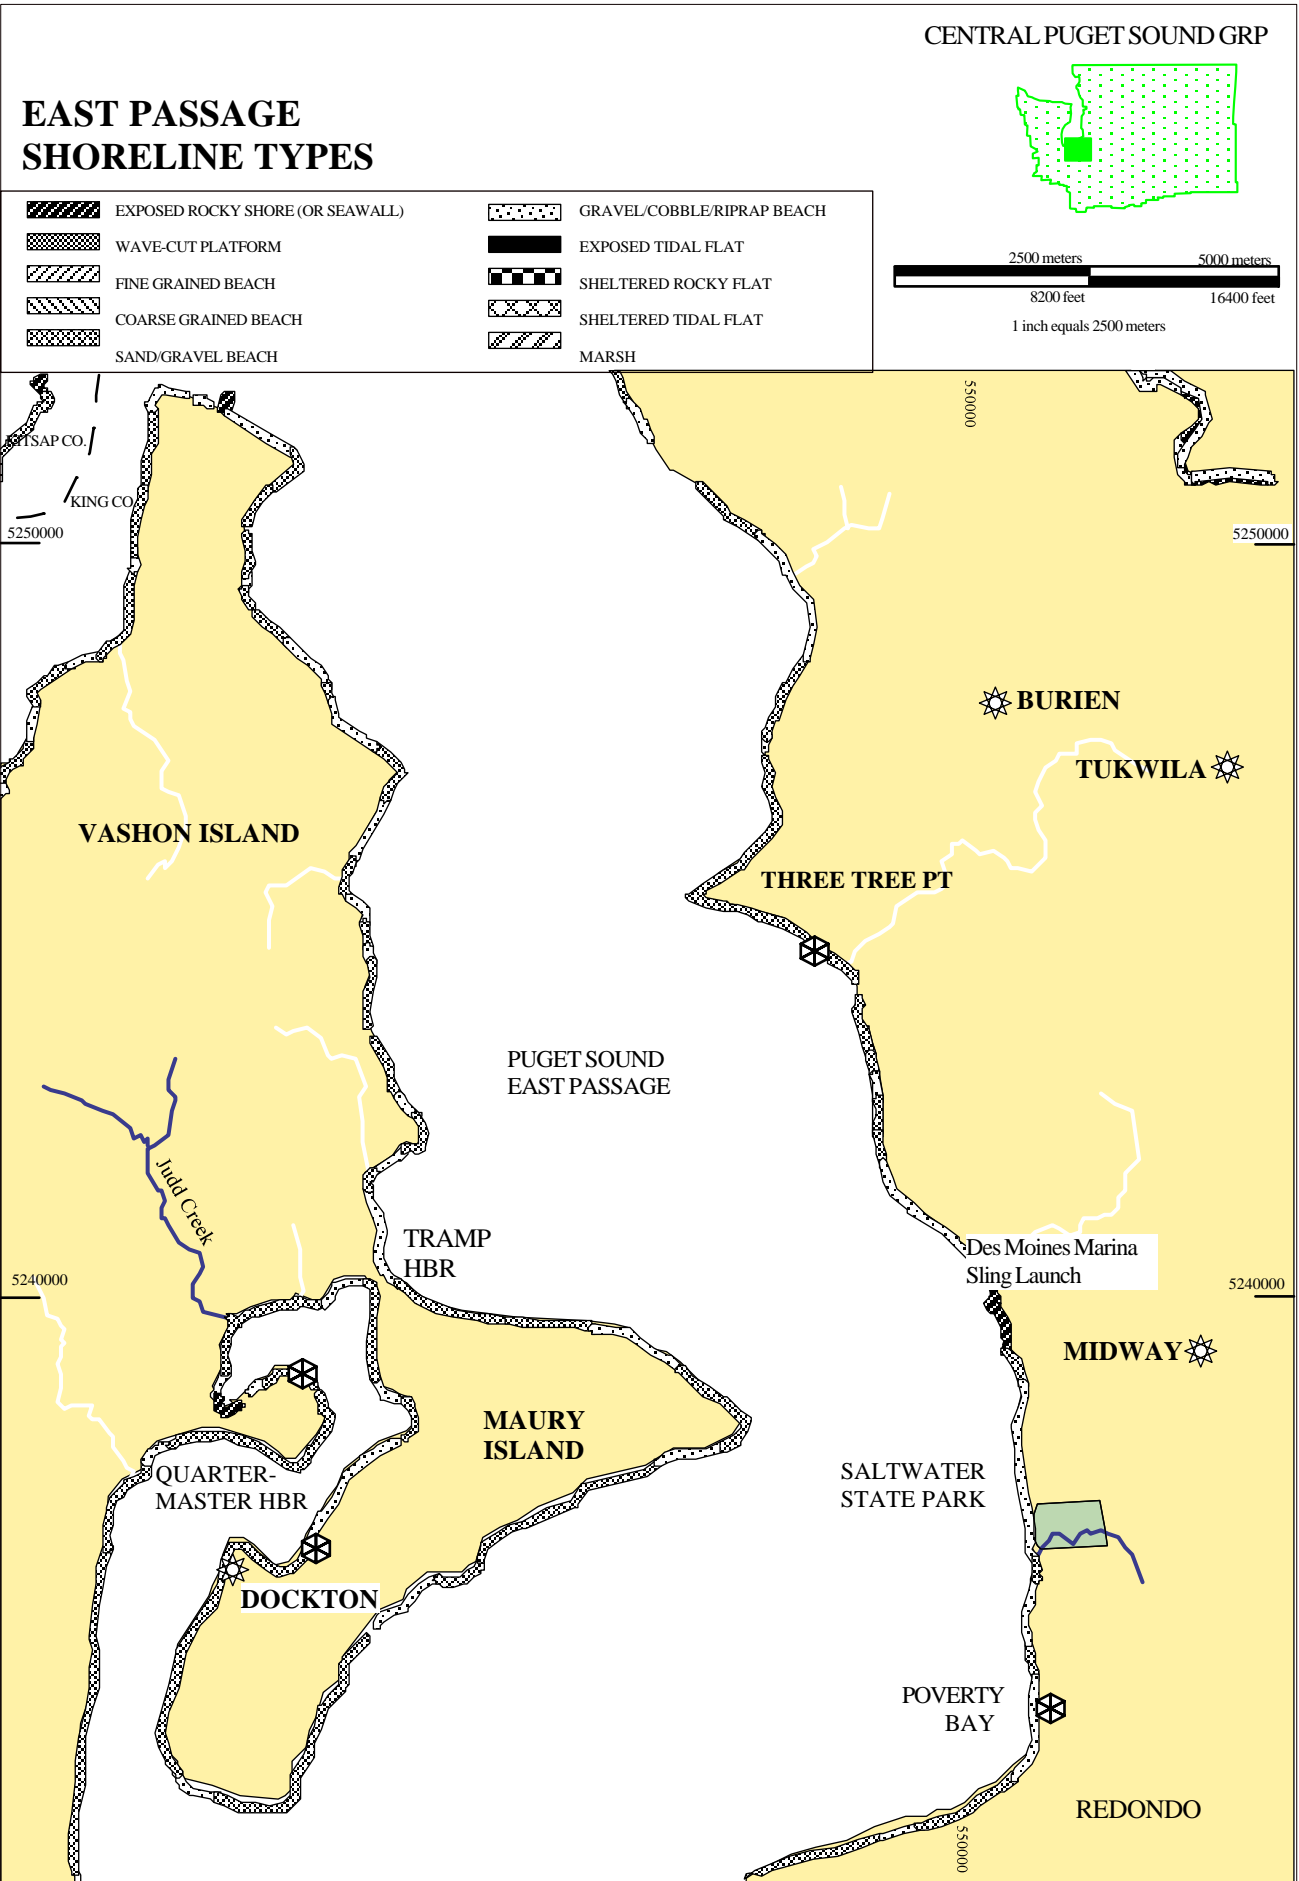 CENTRAL PUGET SOUND GRP
EAST PASSAGE
SHORELINE TYPES
EXPOSED ROCKY SHORE (OR SEAWALL)
WAVE-CUT PLATFORM
FINE GRAINED BEACH
COARSE GRAINED BEACH
SAND/GRAVEL BEACH
GRAVEL/COBBLE/RIPRAP BEACH
EXPOSED TIDAL FLAT
SHELTERED ROCKY FLAT
SHELTERED TIDAL FLAT
MARSH
2500 meters
5000 meters
8200 feet
16400 feet
1 inch equals 2500 meters
550000
KITSAP CO.
KING CO
5250000
5250000
BURIEN
TUKWILA
VASHON ISLAND
THREE TREE PT
PUGET SOUND
EAST PASSAGE
Judd Creek
TRAMP
HBR
Des Moines Marina
Sling Launch
5240000
5240000
MIDWAY
MAURY
ISLAND
QUARTER-
MASTER HBR
SALTWATER
STATE PARK
DOCKTON
POVERTY
BAY
REDONDO
550000